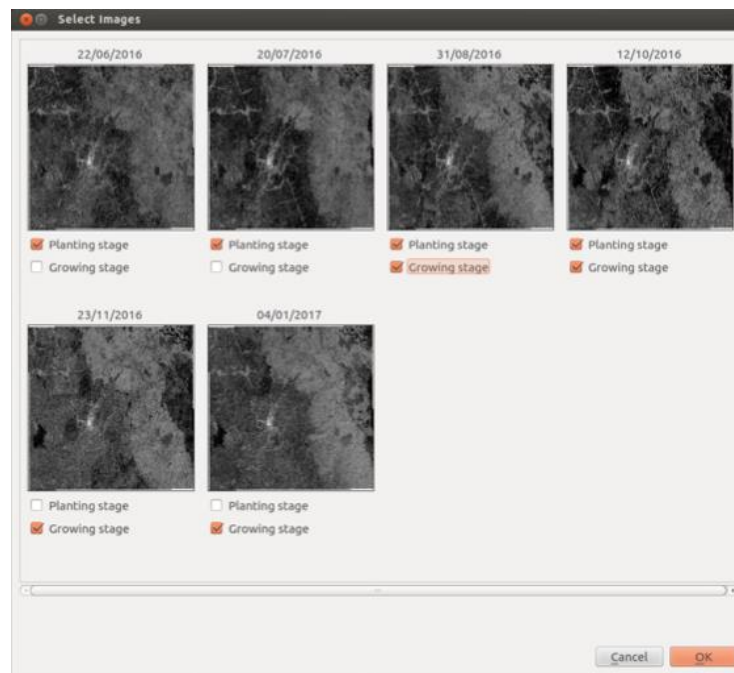 Select Images
22/06/2016 20/07/2016 31/08/2016 12/10/2016
Planting stage Planting stage Planting stage Planting stage
Growing stage Growing stage Growing stage Growing stage
23/11/2016 04/01/2017
Planting stage Planting stage
Growing stage Growing stage
Cancel OK